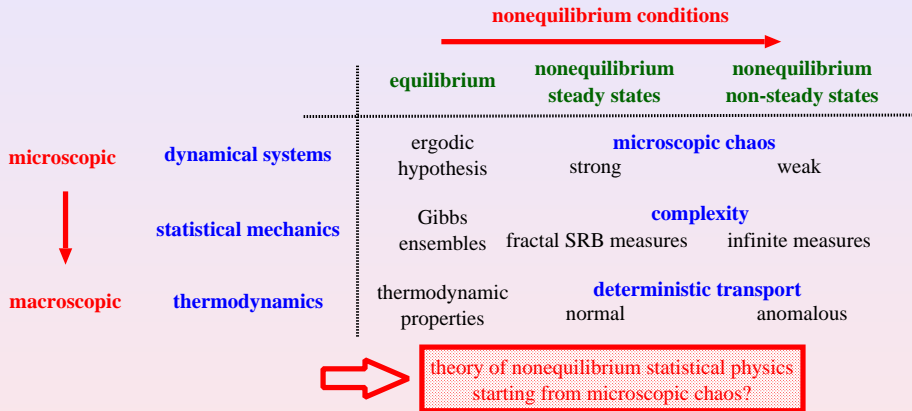 nonequilibrium conditions
equilibrium nonequilibrium nonequilibrium
steady states non-steady states
microscopic dynamical systems ergodic microscopic chaos
hypothesis strong weak
statistical mechanics Gibbs complexity
ensembles fractal SRB measures infinite measures
macroscopic thermodynamics thermodynamic deterministic transport
properties normal anomalous
theory of nonequilibrium statistical physics
starting from microscopic chaos?